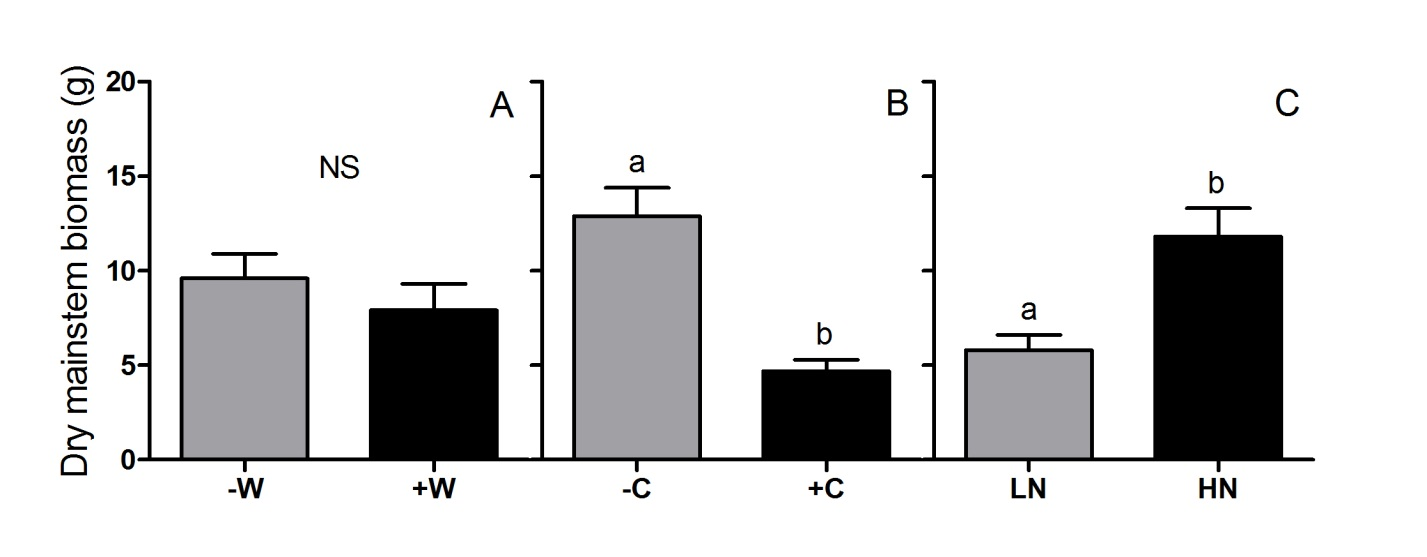 Dry mainstem biomass (g)
20
15
10
5
0
A
NS
-W
+W
B
a
b
-C
+C
C
a
b
LN
HN